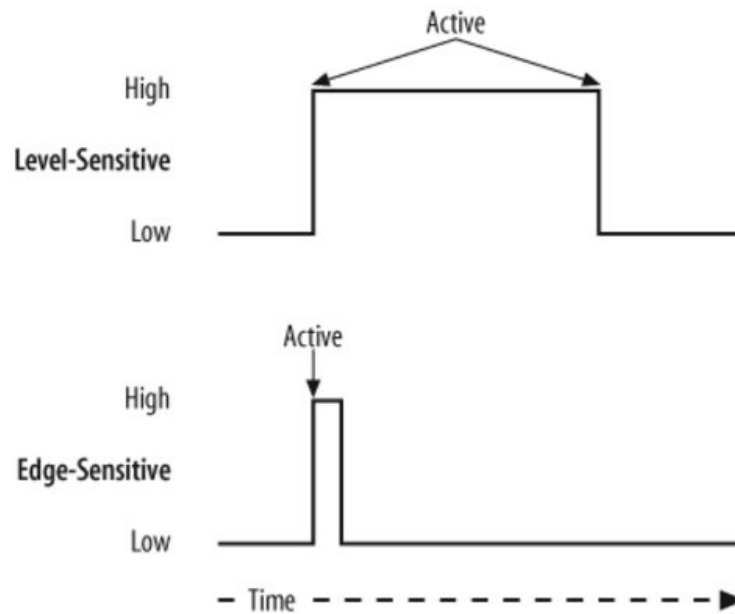 Active
High
Level-Sensitive
Low
Active
High
Edge-Sensitive
Low
Time